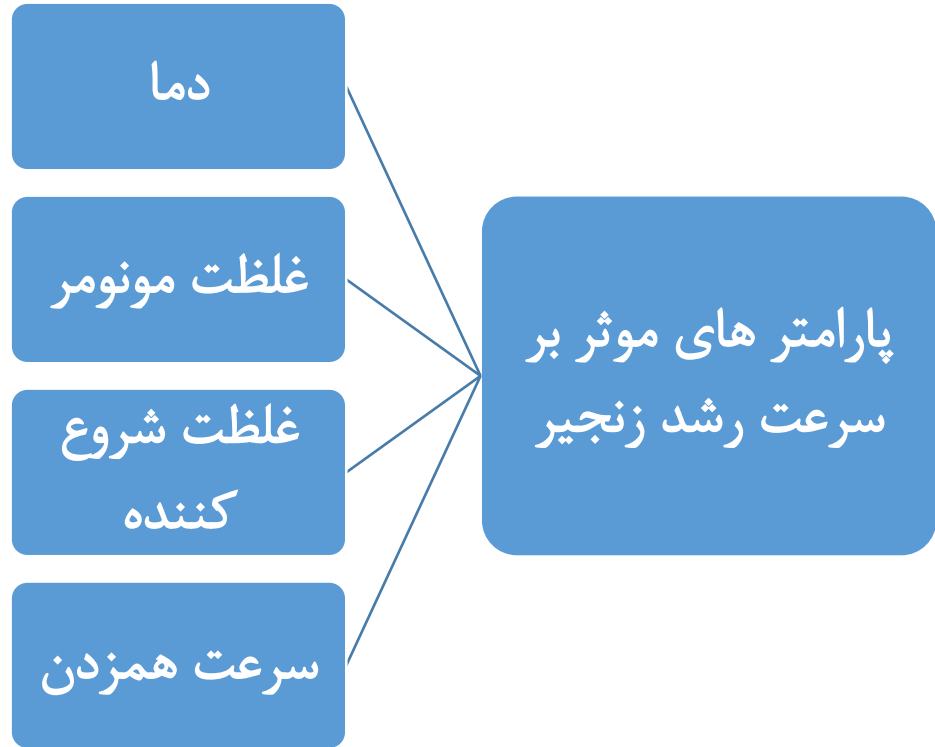 پارامتر های موثر بر
سرعت رشد زنجیر
دما
غلظت مونومر
غلظت شروع
کننده
سرعت همزدن